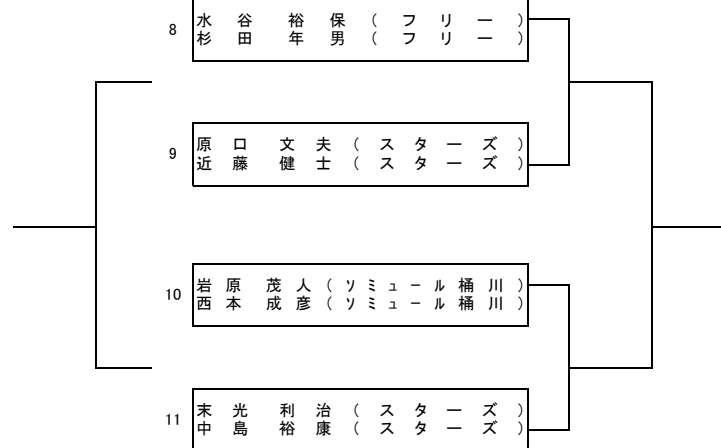 8
水谷 裕保(フリー)
杉田 年男(フリー)
9
原口 文夫(スターズ)
近藤 健士(スターズ)
10
岩原 茂人(ソミュール桶川)
西本 成彦(ソミュール桶川)
11
末光 利治(スターズ)
中島 裕康(スターズ)